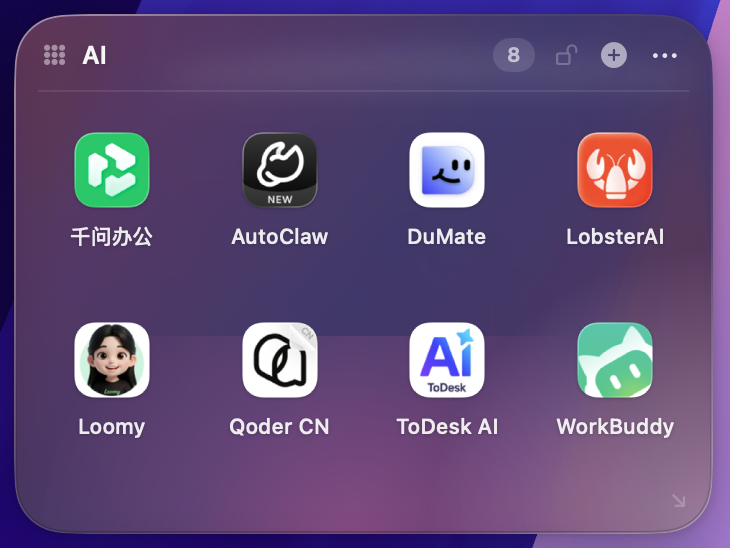 AI
8
千问办公
NEW
AutoClaw
DuMate
LobsterAI
Loomy
Loomy
CN
Qoder CN
Ai
ToDesk
ToDesk AI
WorkBuddy